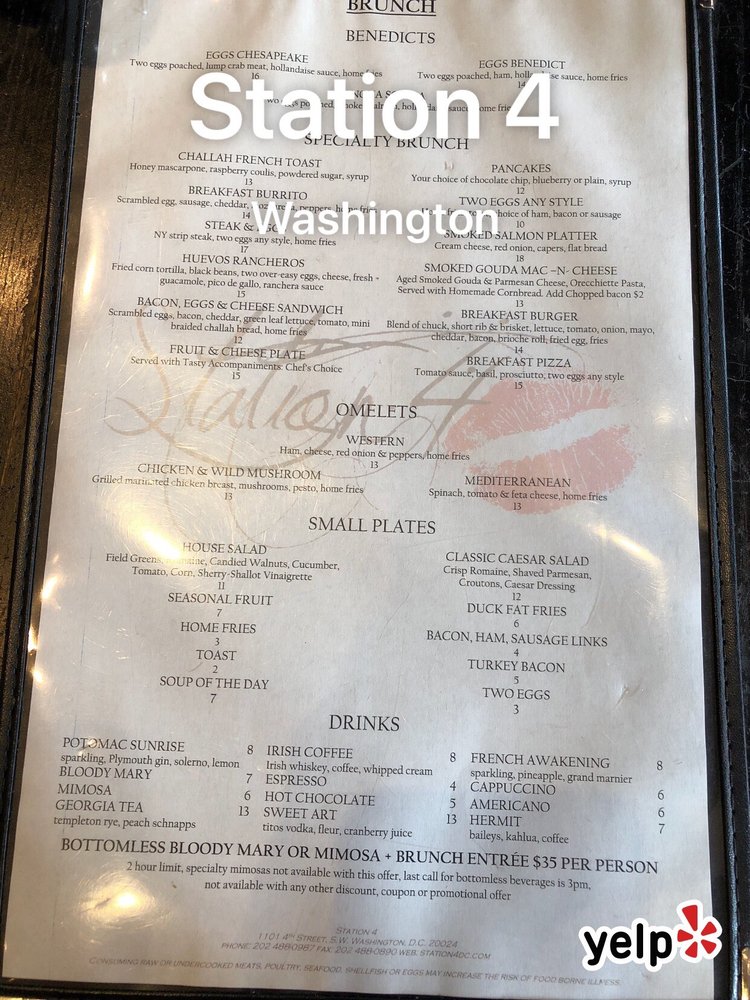 BRUNCH
BENEDICTS
EGGS CHESAPEAKE
Two eggs poached, lump crab meat, hollandaise sauce, home fries
16
EGGS BENEDICT
Two eggs poached, ham, hollandaise sauce, home fries
14
Station 4
SPECIALTY BRUNCH
CHALLAH FRENCH TOAST
Honey mascarpone, raspberry coulis, powdered sugar, syrup
13
BREAKFAST BURRITO
Scrambled egg, sausage, cheddar, peppers, home fries
14
STEAK &
NY strip steak, two eggs any style, home fries
17
HUEVOS RANCHEROS
Fried corn tortilla, black beans, two over-easy eggs, cheese, fresh
guacamole, pico de gallo, ranchera sauce
15
BACON, EGGS & CHEESE SANDWICH
Scrambled eggs, bacon, cheddar, green leaf lettuce, tomato, mini
braided challah bread, home fries
12
FRUIT & CHEESE PLATE
Served with Tasty Accompaniments: Chef's Choice
15
PANCAKES
Your choice of chocolate chip, blueberry or plain, syrup
12
TWO EGGS ANY STYLE
choice of ham, bacon or sausage
10
Washington
SMOKED SALMON PLATTER
Cream cheese, red onion, capers, flat bread
18
SMOKED GOUDA MAC –N- CHEESE
Aged Smoked Gouda & Parmesan Cheese, Orecchiette Pasta,
Served with Homemade Cornbread. Add Chopped bacon $2
13
BREAKFAST BURGER
Blend of chuck, short rib & brisket, lettuce, tomato, onion, mayo,
cheddar, bacon, brioche roll, fried egg, fries
14
BREAKFAST PIZZA
Tomato sauce, basil, prosciutto, two eggs any style
15
Station 4
OMELETS
WESTERN
Ham, cheese, red onion & peppers, home fries
13
CHICKEN & WILD MUSHROOM
Grilled marinated chicken breast, mushrooms, pesto, home fries
13
MEDITERRANEAN
Spinach, tomato & feta cheese, home fries
13
SMALL PLATES
HOUSE SALAD
Field Greens, Romaine, Candied Walnuts, Cucumber,
Tomato, Corn, Sherry-Shallot Vinaigrette
11
SEASONAL FRUIT
7
HOME FRIES
3
TOAST
2
SOUP OF THE DAY
7
CLASSIC CAESAR SALAD
Crisp Romaine, Shaved Parmesan,
Croutons, Caesar Dressing
12
DUCK FAT FRIES
6
BACON, HAM, SAUSAGE LINKS
4
TURKEY BACON
5
TWO EGGS
3
DRINKS
POTOMAC SUNRISE 8
sparkling, Plymouth gin, solerno, lemon
BLOODY MARY 7
MIMOSA 6
GEORGIA TEA 13
templeton rye, peach schnapps
IRISH COFFEE 8
Irish whiskey, coffee, whipped cream
ESPRESSO 4
HOT CHOCOLATE 5
SWEET ART 13
titos vodka, fleur, cranberry juice
FRENCH AWAKENING 8
sparkling, pineapple, grand marnier
CAPPUCCINO 6
AMERICANO 6
HERMIT 7
baileys, kahlua, coffee
BOTTOMLESS BLOODY MARY OR MIMOSA + BRUNCH ENTRÉE $35 PER PERSON
2 hour limit, specialty mimosas not available with this offer, last call for bottomless beverages is 3pm,
not available with any other discount, coupon or promotional offer
STATION 4
1101 4TH STREET, S.W. WASHINGTON, D.C. 20024
PHONE: 202 488-0987 FAX: 202 488-0890 WEB: STATION4DC.COM
CONSUMING RAW OR UNDERCOOKED MEATS, POULTRY, SEAFOOD, SHELLFISH OR EGGS MAY INCREASE THE RISK OF FOOD BORNE ILLNESS.
yelp